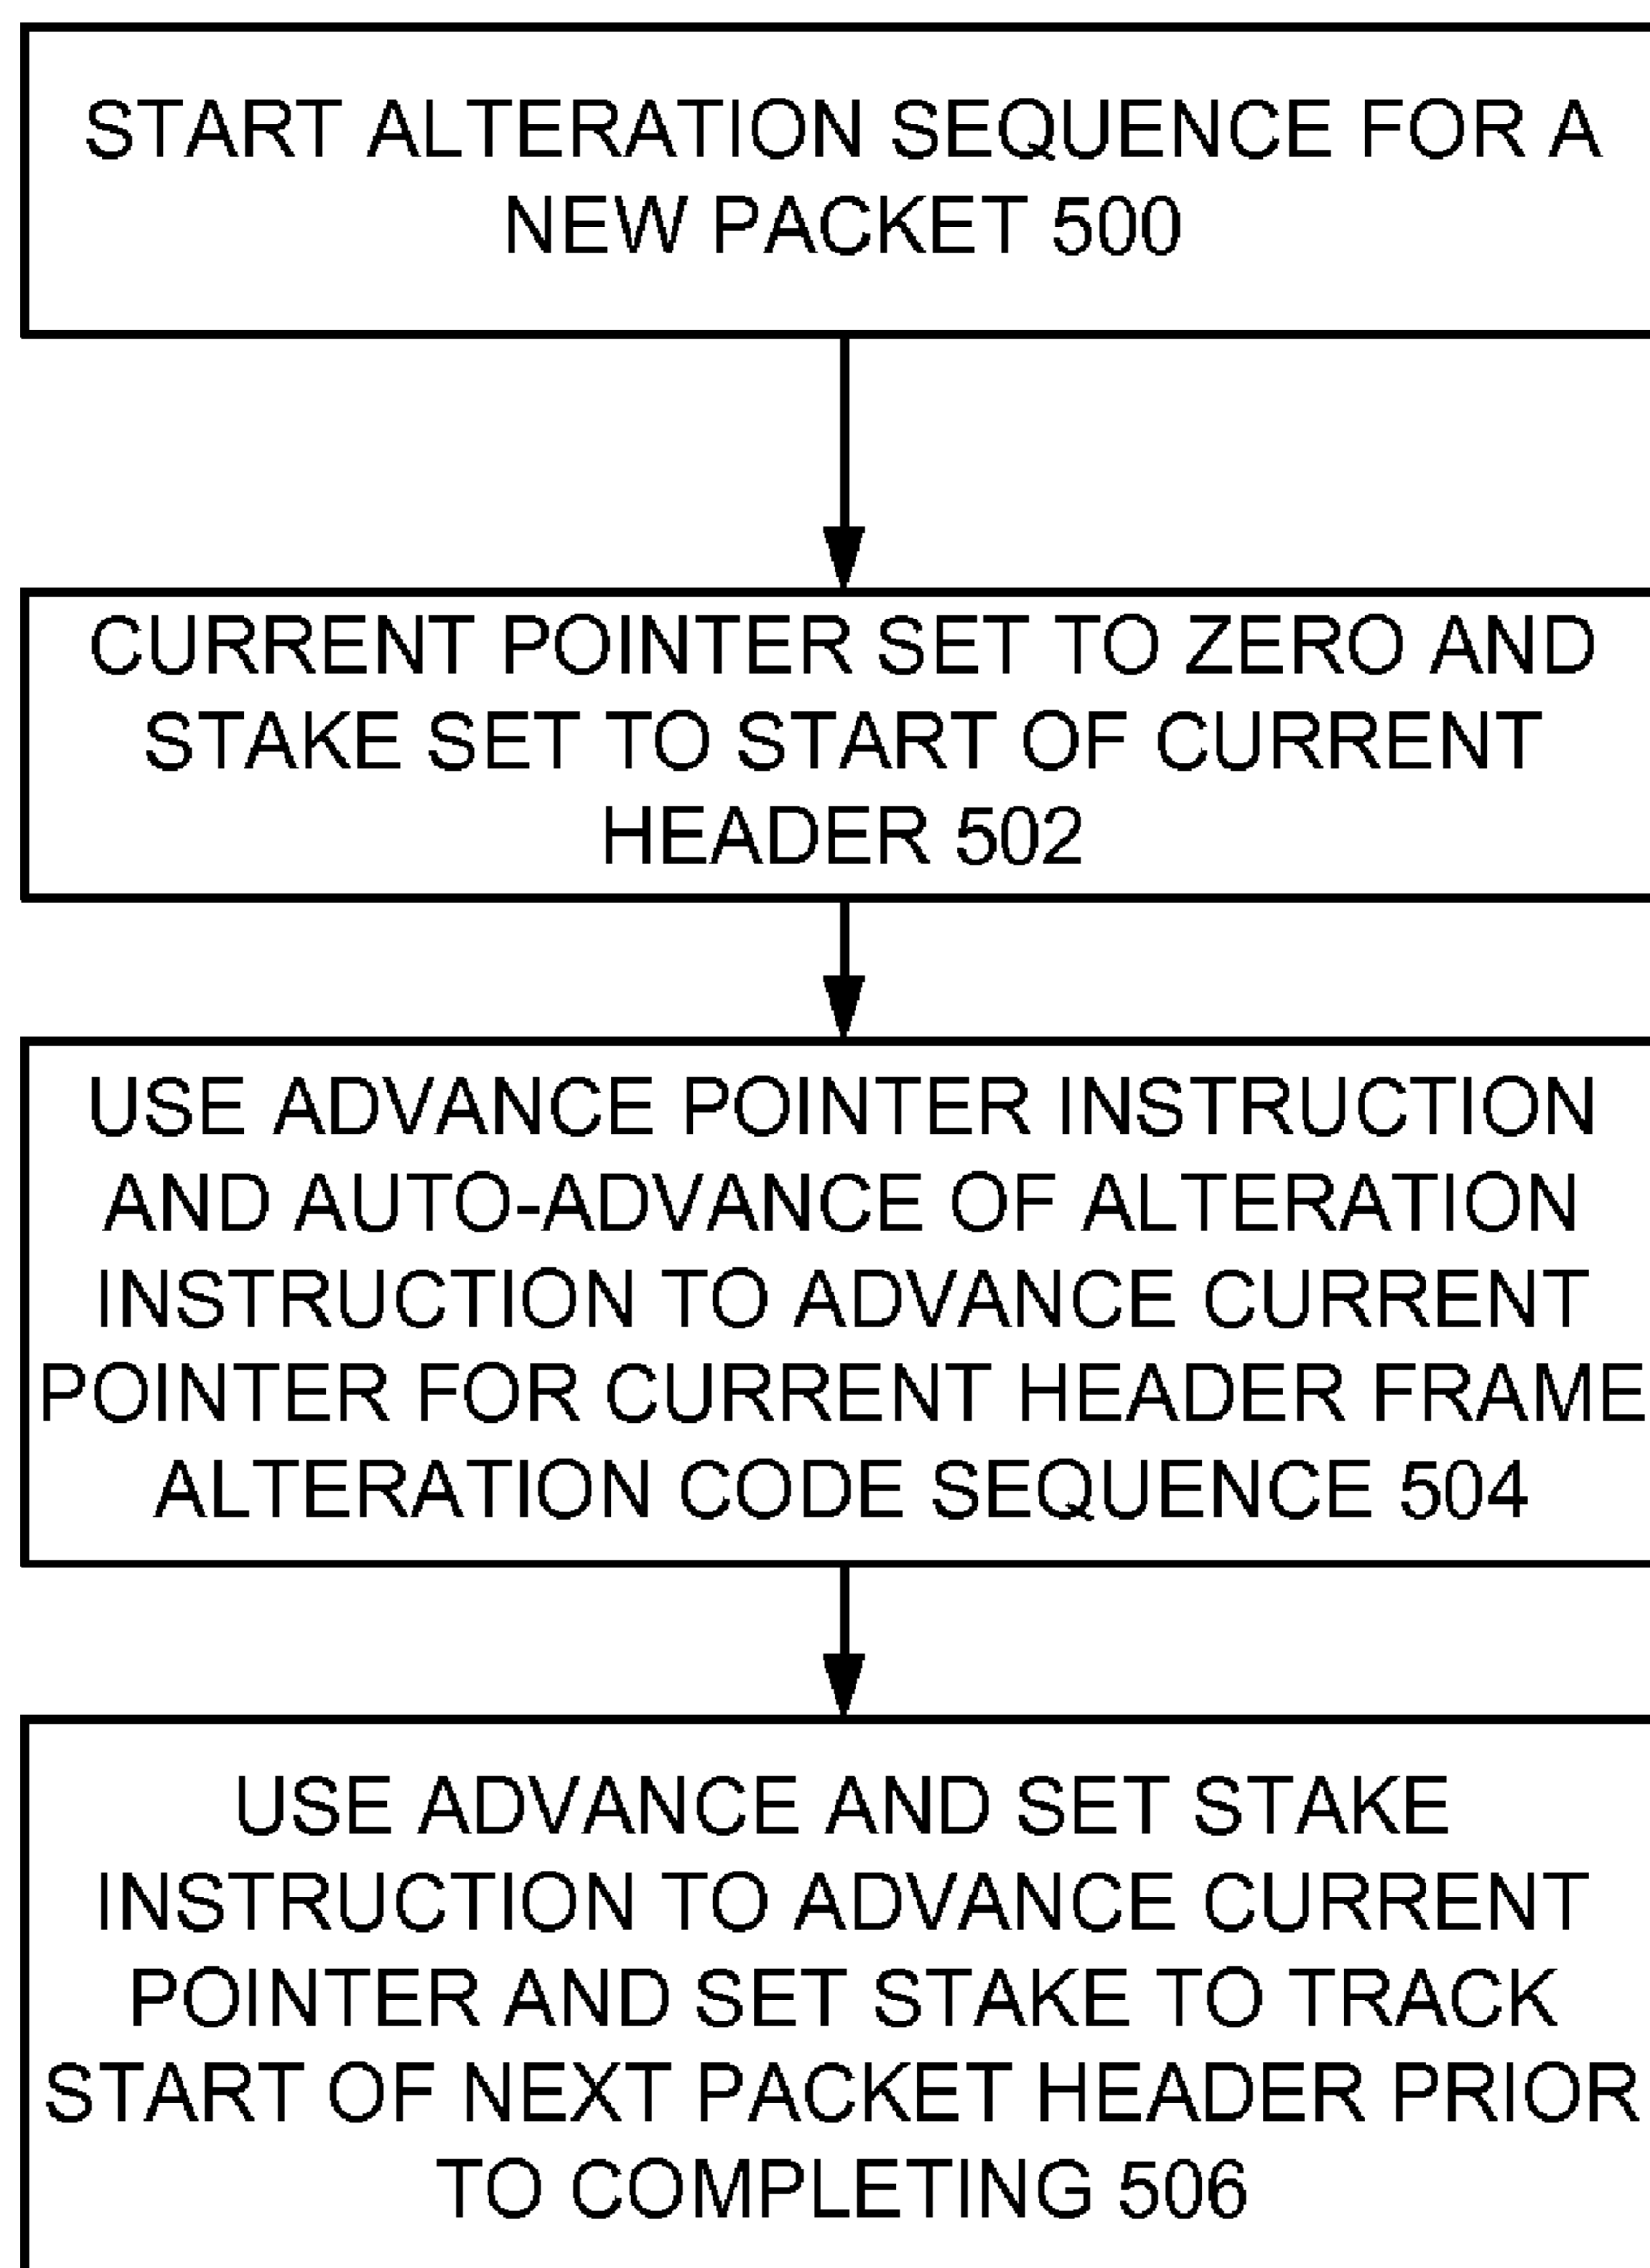 START ALTERATION SEQUENCE FOR A
NEW PACKET 500
CURRENT POINTER SET TO ZERO AND
STAKE SET TO START OF CURRENT
HEADER 502
USE ADVANCE POINTER INSTRUCTION
AND AUTO-ADVANCE OF ALTERATION
INSTRUCTION TO ADVANCE CURRENT
POINTER FOR CURRENT HEADER FRAME
ALTERATION CODE SEQUENCE 504
USE ADVANCE AND SET STAKE
INSTRUCTION TO ADVANCE CURRENT
POINTER AND SET STAKE TO TRACK
START OF NEXT PACKET HEADER PRIOR
TO COMPLETING 506